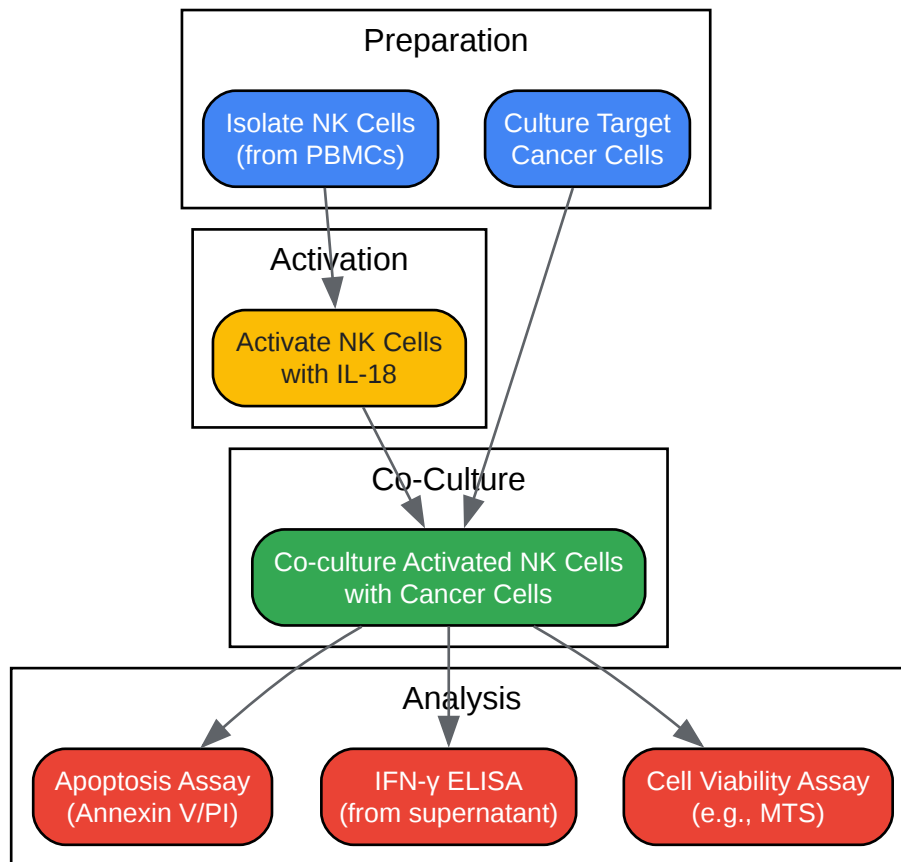 Preparation
Isolate NK Cells
(from PBMCs)
Culture Target
Cancer Cells
Activation
Activate NK Cells
with IL-18
Co-Culture
Co-culture Activated NK Cells
with Cancer Cells
Analysis
Apoptosis Assay
(Annexin V/PI)
IFN-γ ELISA
(from supernatant)
Cell Viability Assay
(e.g., MTS)